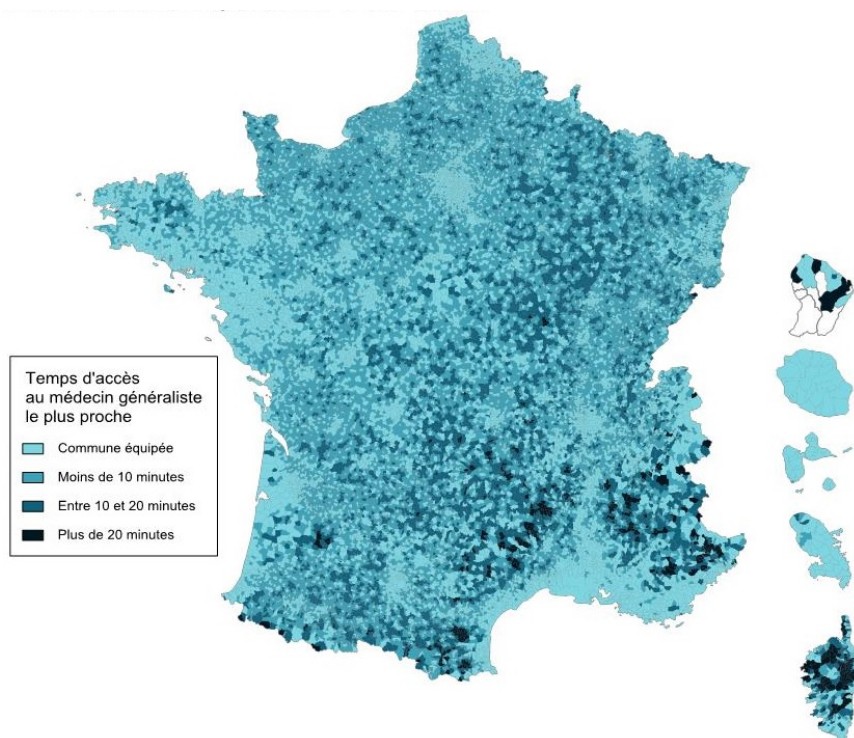 Temps d'accès
au médecin généraliste
le plus proche
Commune équipée
Moins de 10 minutes
Entre 10 et 20 minutes
Plus de 20 minutes